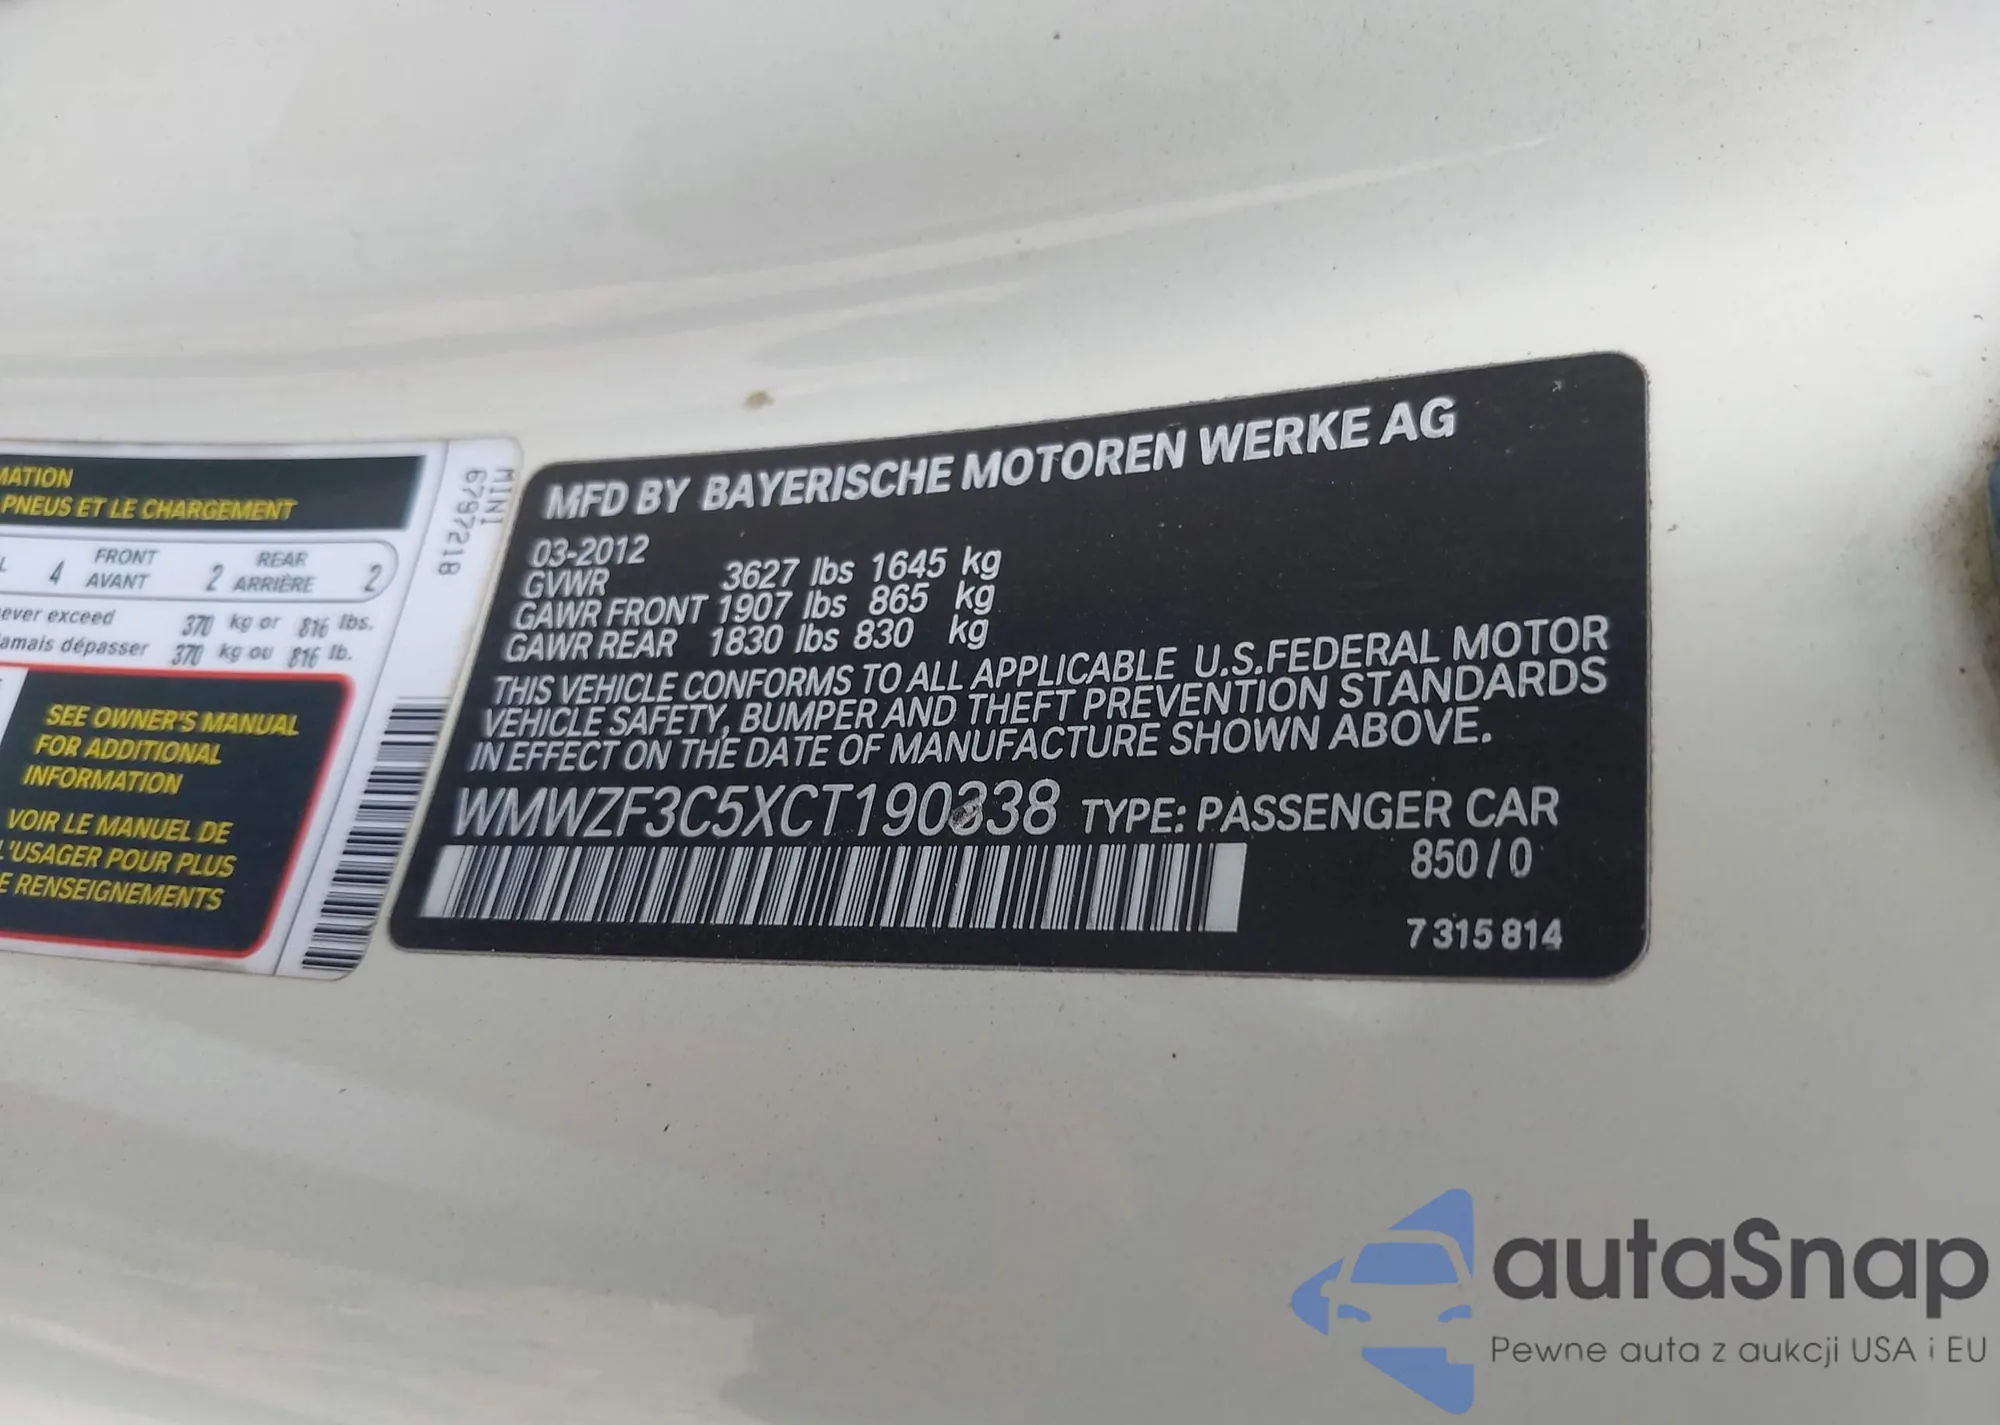 MATION
PNEUS ET LE CHARGEMENT
L 4 FRONT AVANT 2 REAR ARRIÈRE 2
ever exceed 370 kg or 816 lbs.
amais dépasser 370 kg ou 816 lb.
SEE OWNER'S MANUAL
FOR ADDITIONAL
INFORMATION
VOIR LE MANUEL DE
L'USAGER POUR PLUS
E RENSEIGNEMENTS
MINI
6797218
MFD BY BAYERISCHE MOTOREN WERKE AG
03-2012
GVWR 3627 lbs 1645 kg
GAWR FRONT 1907 lbs 865 kg
GAWR REAR 1830 lbs 830 kg
THIS VEHICLE CONFORMS TO ALL APPLICABLE U.S.FEDERAL MOTOR
VEHICLE SAFETY, BUMPER AND THEFT PREVENTION STANDARDS
IN EFFECT ON THE DATE OF MANUFACTURE SHOWN ABOVE.
TYPE: PASSENGER CAR
850/0
7 315 814
autaSnap
Pewne auta z aukcji USA i EU